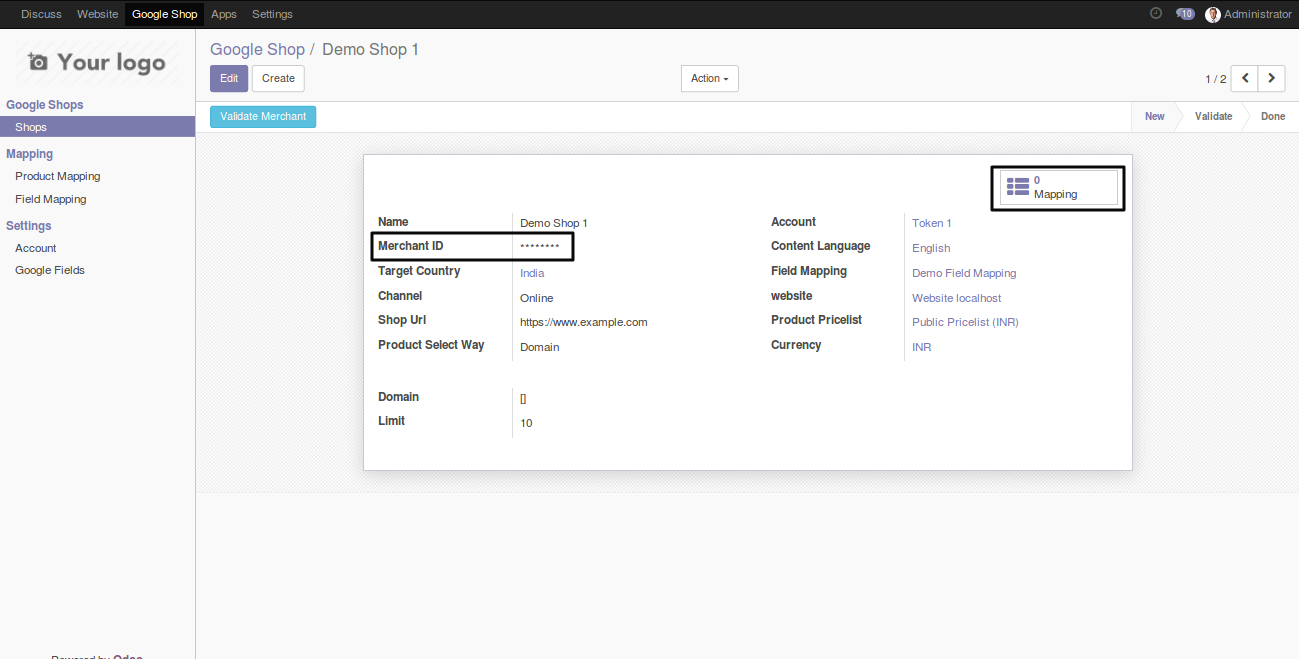 Discuss Website Google Shop Apps Settings 10 Administrator
Your logo
Google Shops
Shops
Mapping
Product Mapping
Field Mapping
Settings
Account
Google Fields
Powered by Odoo
Google Shop / Demo Shop 1
Edit Create Action 1 / 2
Validate Merchant New Validate Done
0
Mapping
Name Demo Shop 1
Merchant ID ********
Target Country India
Channel Online
Shop Url https://www.example.com
Product Select Way Domain
Account Token 1
Content Language English
Field Mapping Demo Field Mapping
website Website localhost
Product Pricelist Public Pricelist (INR)
Currency INR
Domain []
Limit 10